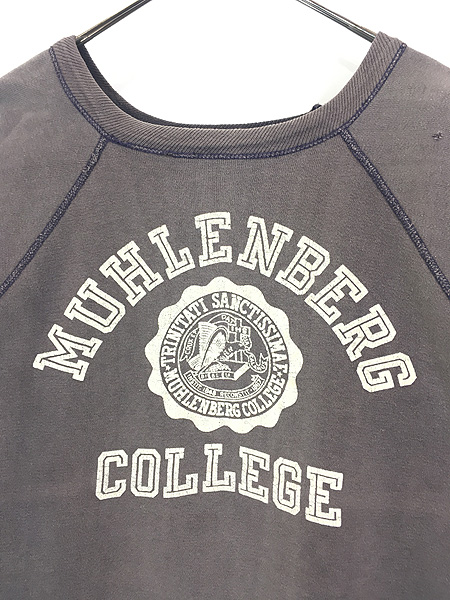 MUHLENBERG
TRINITATI SANCTISSIMAE
MUHLENBERG COLLEGE
COLLEGE